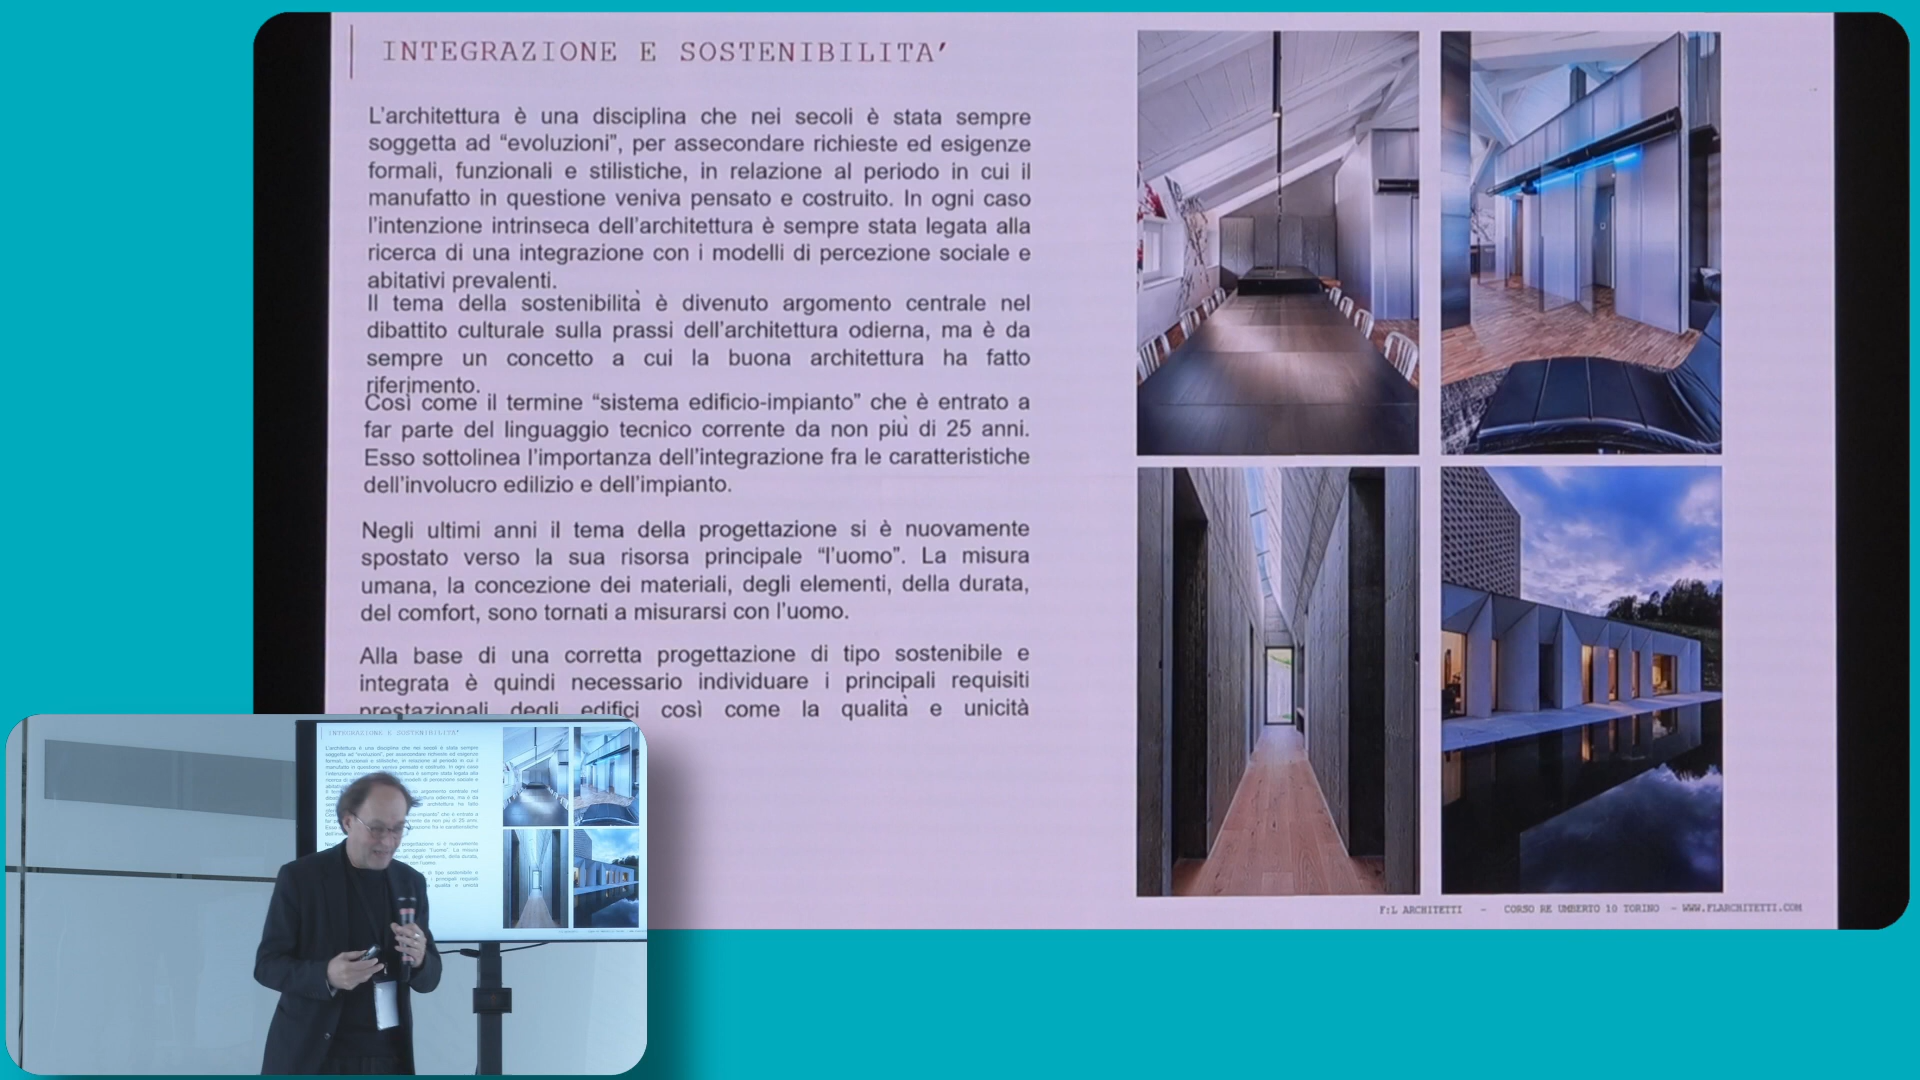 INTEGRAZIONE E SOSTENIBILITA’
L’architettura è una disciplina che nei secoli è stata sempre
soggetta ad “evoluzioni”, per assecondare richieste ed esigenze
formali, funzionali e stilistiche, in relazione al periodo in cui il
manufatto in questione veniva pensato e costruito. In ogni caso
l’intenzione intrinseca dell’architettura è sempre stata legata alla
ricerca di una integrazione con i modelli di percezione sociale e
abitativi prevalenti.
Il tema della sostenibilità è divenuto argomento centrale nel
dibattito culturale sulla prassi dell’architettura odierna, ma è da
sempre un concetto a cui la buona architettura ha fatto
riferimento.
Così come il termine “sistema edificio-impianto” che è entrato a
far parte del linguaggio tecnico corrente da non più di 25 anni.
Esso sottolinea l’importanza dell’integrazione fra le caratteristiche
dell’involucro edilizio e dell’impianto.
Negli ultimi anni il tema della progettazione si è nuovamente
spostato verso la sua risorsa principale “l’uomo”. La misura
umana, la concezione dei materiali, degli elementi, della durata,
del comfort, sono tornati a misurarsi con l’uomo.
Alla base di una corretta progettazione di tipo sostenibile e
integrata è quindi necessario individuare i principali requisiti
prestazionali degli edifici così come la qualità e unicità
F:L ARCHITETTI - CORSO RE UMBERTO 10 TORINO - WWW.FLARCHITETTI.COM
INTEGRAZIONE E SOSTENIBILITA’